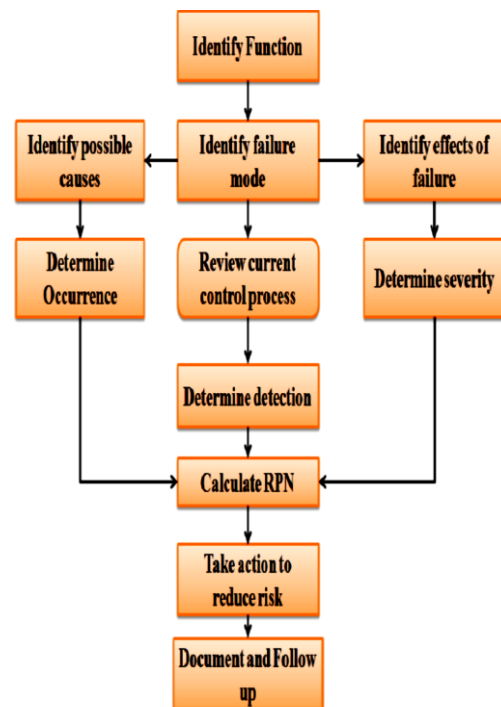 Identify Function
Identify possible
causes
Identify failure
mode
Identify effects of
failure
Determine
Occurrence
Review current
control process
Determine severity
Determine detection
Calculate RPN
Take action to
reduce risk
Document and Follow
up